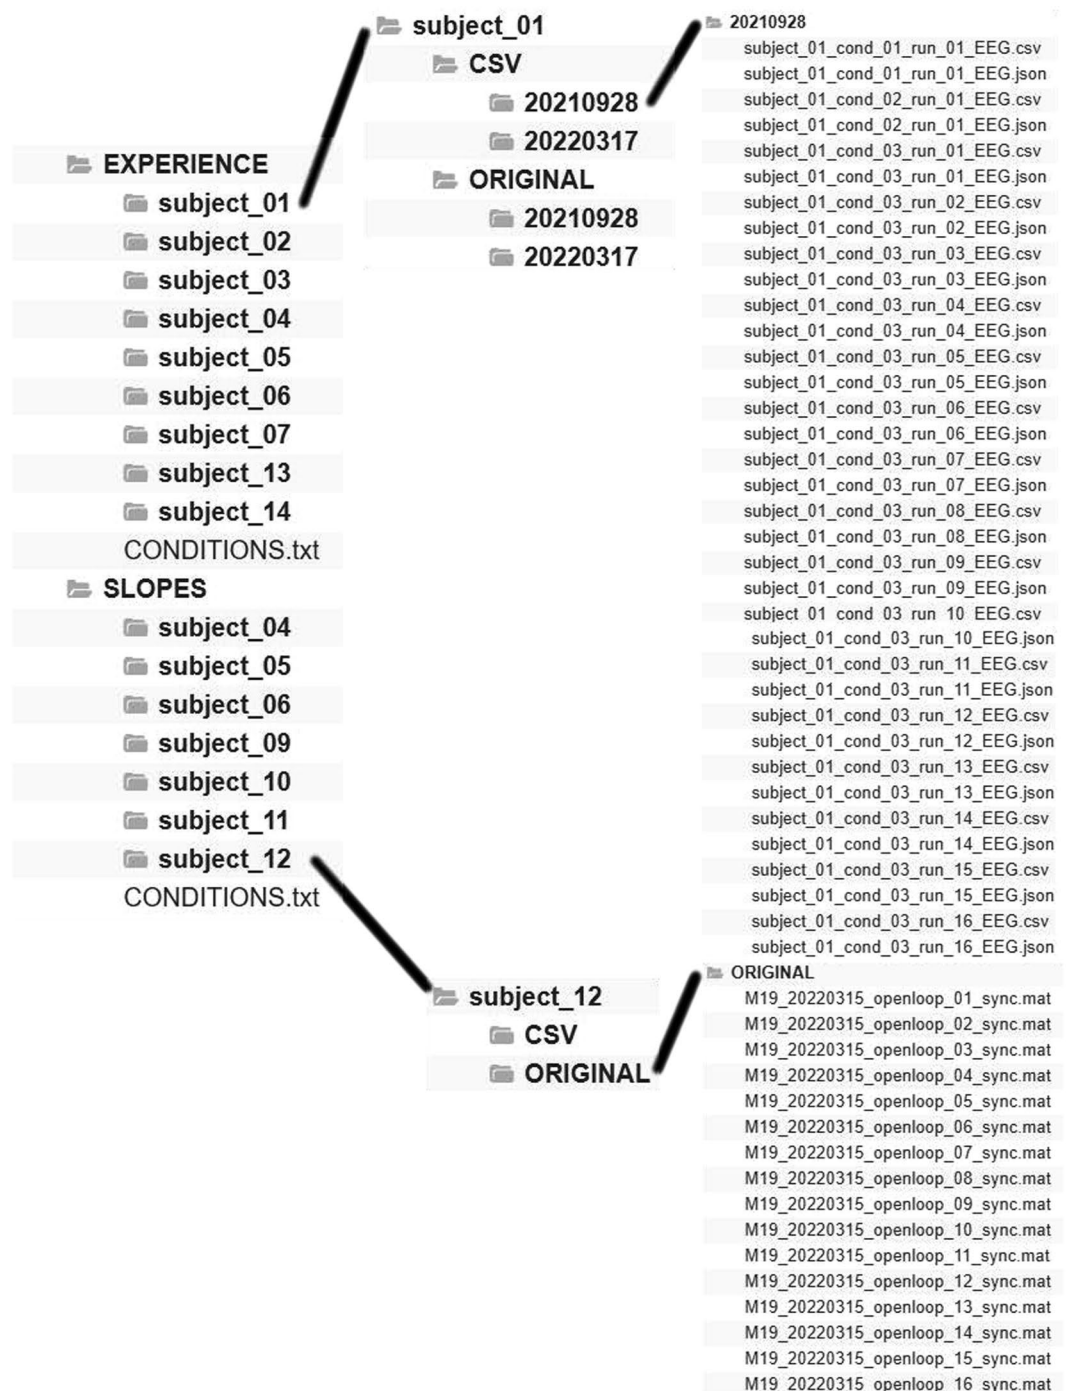 EXPERIENCE
subject_01
subject_02
subject_03
subject_04
subject_05
subject_06
subject_07
subject_13
subject_14
CONDITIONS.txt
SLOPES
subject_04
subject_05
subject_06
subject_09
subject_10
subject_11
subject_12
CONDITIONS.txt
subject_01
CSV
20210928
20220317
ORIGINAL
20210928
20220317
subject_12
CSV
ORIGINAL
20210928
subject_01_cond_01_run_01_EEG.csv
subject_01_cond_01_run_01_EEG.json
subject_01_cond_02_run_01_EEG.csv
subject_01_cond_02_run_01_EEG.json
subject_01_cond_03_run_01_EEG.csv
subject_01_cond_03_run_01_EEG.json
subject_01_cond_03_run_02_EEG.csv
subject_01_cond_03_run_02_EEG.json
subject_01_cond_03_run_03_EEG.csv
subject_01_cond_03_run_03_EEG.json
subject_01_cond_03_run_04_EEG.csv
subject_01_cond_03_run_04_EEG.json
subject_01_cond_03_run_05_EEG.csv
subject_01_cond_03_run_05_EEG.json
subject_01_cond_03_run_06_EEG.csv
subject_01_cond_03_run_06_EEG.json
subject_01_cond_03_run_07_EEG.csv
subject_01_cond_03_run_07_EEG.json
subject_01_cond_03_run_08_EEG.csv
subject_01_cond_03_run_08_EEG.json
subject_01_cond_03_run_09_EEG.csv
subject_01_cond_03_run_09_EEG.json
subject_01_cond_03_run_10_EEG.csv
subject_01_cond_03_run_10_EEG.json
subject_01_cond_03_run_11_EEG.csv
subject_01_cond_03_run_11_EEG.json
subject_01_cond_03_run_12_EEG.csv
subject_01_cond_03_run_12_EEG.json
subject_01_cond_03_run_13_EEG.csv
subject_01_cond_03_run_13_EEG.json
subject_01_cond_03_run_14_EEG.csv
subject_01_cond_03_run_14_EEG.json
subject_01_cond_03_run_15_EEG.csv
subject_01_cond_03_run_15_EEG.json
subject_01_cond_03_run_16_EEG.csv
subject_01_cond_03_run_16_EEG.json
ORIGINAL
M19_20220315_openloop_01_sync.mat
M19_20220315_openloop_02_sync.mat
M19_20220315_openloop_03_sync.mat
M19_20220315_openloop_04_sync.mat
M19_20220315_openloop_05_sync.mat
M19_20220315_openloop_06_sync.mat
M19_20220315_openloop_07_sync.mat
M19_20220315_openloop_08_sync.mat
M19_20220315_openloop_09_sync.mat
M19_20220315_openloop_10_sync.mat
M19_20220315_openloop_11_sync.mat
M19_20220315_openloop_12_sync.mat
M19_20220315_openloop_13_sync.mat
M19_20220315_openloop_14_sync.mat
M19_20220315_openloop_15_sync.mat
M19_20220315_openloop_16_sync.mat